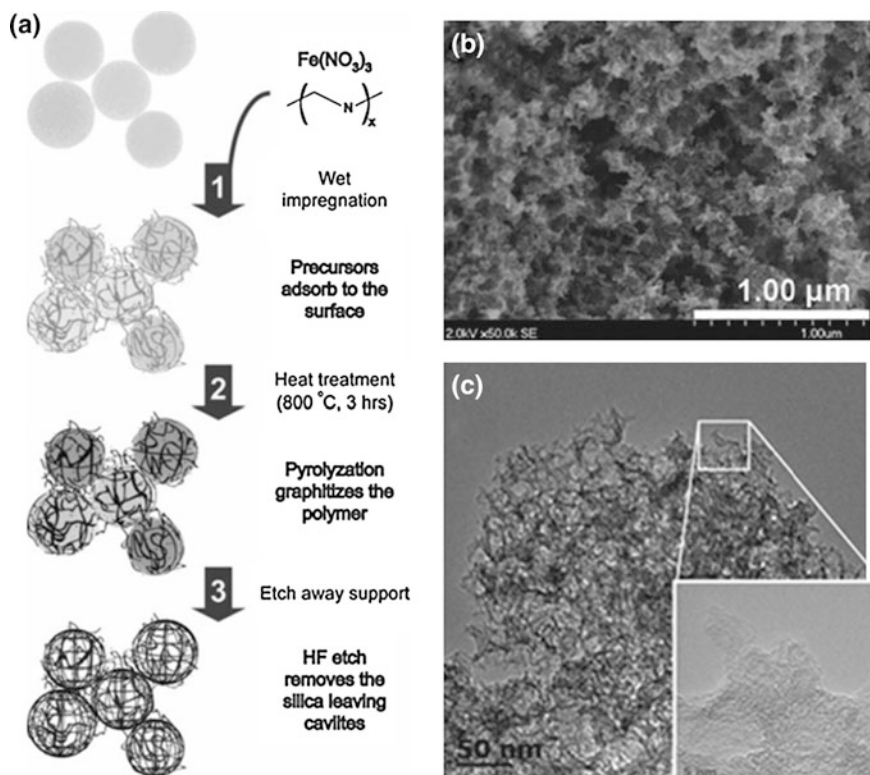 (a)
Fe(NO3)3
N
x
1
Wet
impregnation
Precursors
adsorb to the
surface
2
Heat treatment
(800 °C, 3 hrs)
Pyrolyzation
graphitizes the
polymer
3
Etch away support
HF etch
removes the
silica leaving
cavities
(b)
1.00 μm
2.0kV x50.0k SE
1.00um
(c)
50 nm